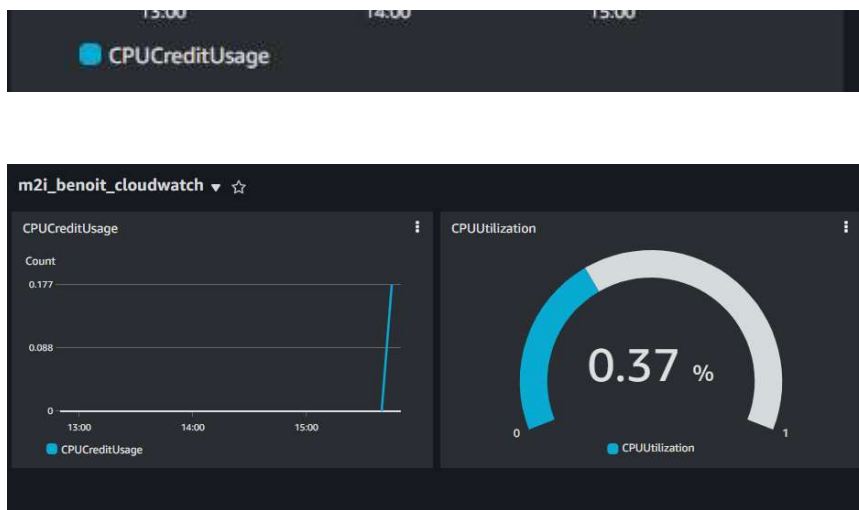 13:00 14:00 15:00
CPUCreditUsage
m2i_benoit_cloudwatch
CPUCreditUsage
Count
0.177
0.088
0
13:00 14:00 15:00
CPUCreditUsage
CPUUtilization
0.37 %
0 1
CPUUtilization